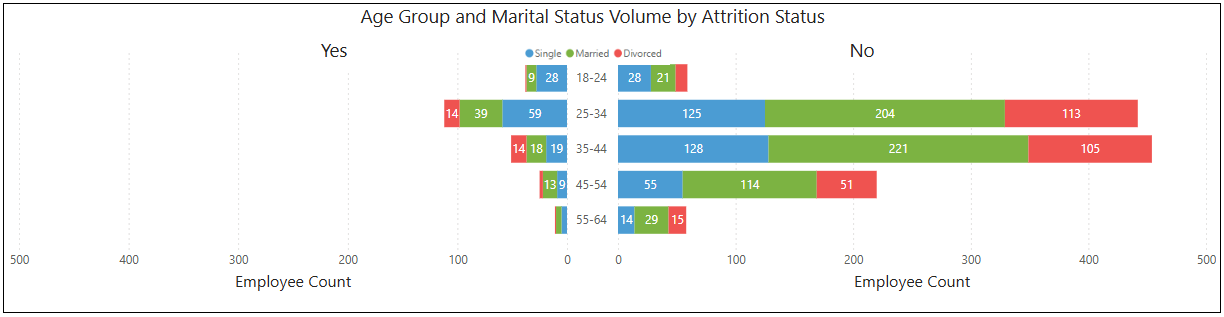 Age Group and Marital Status Volume by Attrition Status
Yes
Single Married Divorced
No
9 28 18-24 28 21
14 39 59 25-34 125 204 113
14 18 19 35-44 128 221 105
13 9 45-54 55 114 51
55-64 14 29 15
500 400 300 200 100 0 0 100 200 300 400 500
Employee Count Employee Count